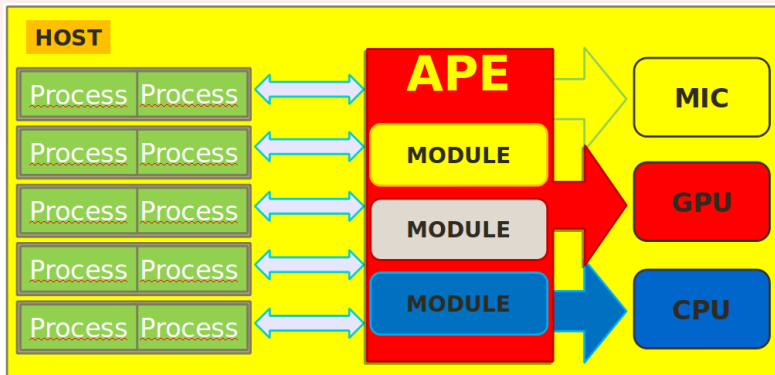 HOST
Process Process
Process Process
Process Process
Process Process
Process Process
APE
MODULE
MODULE
MODULE
MIC
GPU
CPU